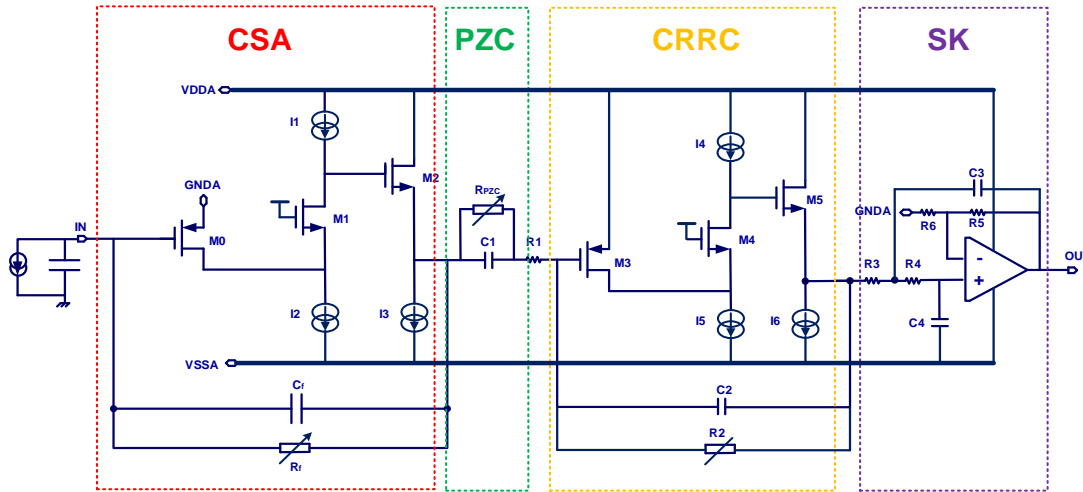 CSA
PZC
CRRC
SK
VDDA
I1
I4
GNDA
M2
RPZC
M5
C3
IN
M1
GNDA
R6
R5
M0
C1
R1
M4
M3
-
+
OU
R3
R4
I2
I3
I5
I6
C4
VSSA
Cf
C2
Rf
R2